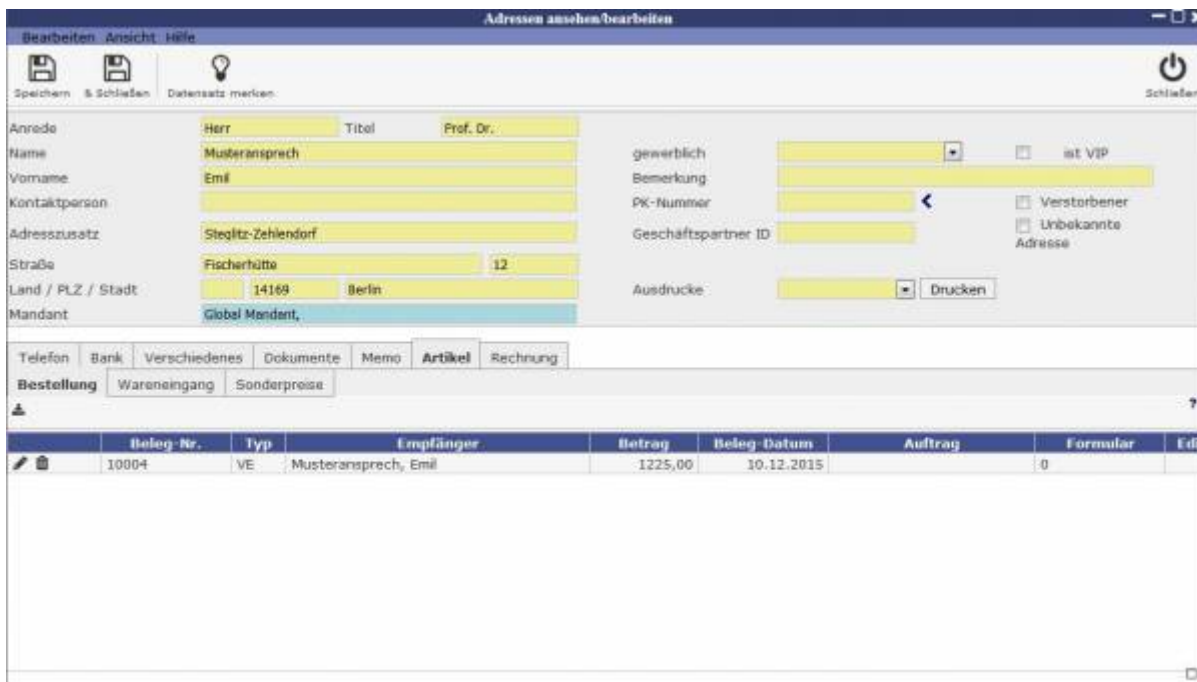 Adressen ansehen/bearbeiten
Bearbeiten Ansicht Hilfe
Speichern & Schließen Datensatz merken Schließen
Anrede Herr Titel Prof. Dr.
Name Musteransprech gewerblich ist VIP
Vorname Emil Bemerkung
Kontaktperson PK-Nummer Verstorbener
Adresszusatz Steglitz-Zehlendorf Geschäftspartner ID Unbekannte Adresse
Straße Fischerhütte 12
Land / PLZ / Stadt 14169 Berlin Ausdrucke Drucken
Mandant Global Mandant,
Telefon Bank Verschiedenes Dokumente Memo Artikel Rechnung
Bestellung Wareneingang Sonderpreise
?
Beleg-Nr. Typ Empfänger Betrag Beleg-Datum Auftrag Formular Edi
10004 VE Musteransprech, Emil 1225,00 10.12.2015 0